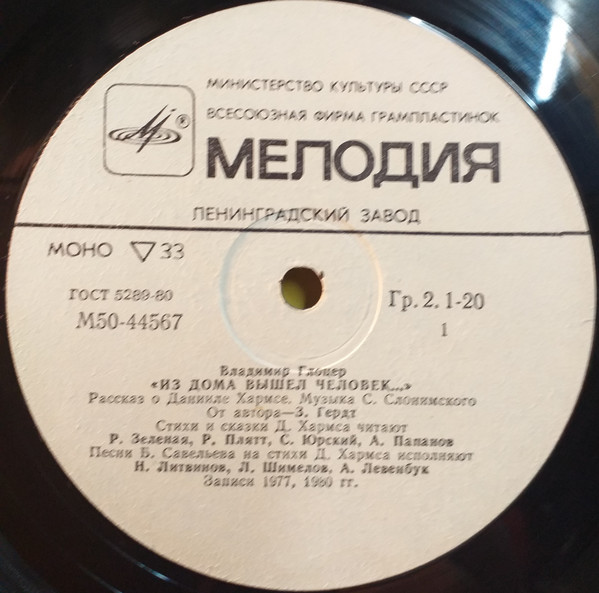 МИНИСТЕРСТВО КУЛЬТУРЫ СССР
ВСЕСОЮЗНАЯ ФИРМА ГРАМПЛАСТИНОК
®
МЕЛОДИЯ
ЛЕНИНГРАДСКИЙ ЗАВОД
МОНО ▽ 33
ГОСТ 5289-80
М50-44567
Гр. 2. 1-20
1
Владимир Глоцер
«ИЗ ДОМА ВЫШЕЛ ЧЕЛОВЕК...»
Рассказ о Данииле Хармсе. Музыка С. Слонимского
От автора—З. Гердт
Стихи и сказки Д. Хармса читают
Р. Зеленая, Р. Плятт, С. Юрский, А. Папанов
Песни Б. Савельева на стихи Д. Хармса исполняют
Н. Литвинов, Л. Шимелов, А. Левенбук
Записи 1977, 1980 гг.